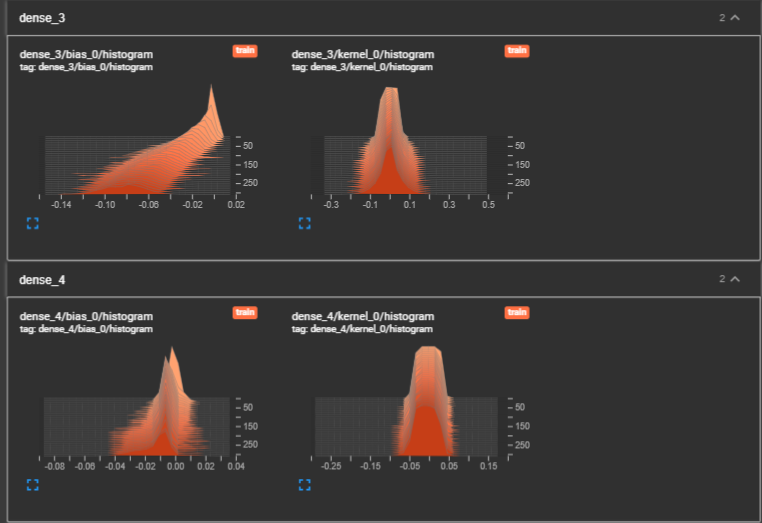 dense_3 2
dense_3/bias_0/histogram train
tag: dense_3/bias_0/histogram
50
150
250
-0.14 -0.10 -0.06 -0.02 0.02
dense_3/kernel_0/histogram train
tag: dense_3/kernel_0/histogram
50
150
250
-0.3 -0.1 0.1 0.3 0.5
dense_4 2
dense_4/bias_0/histogram train
tag: dense_4/bias_0/histogram
50
150
250
-0.08 -0.06 -0.04 -0.02 0.00 0.02 0.04
dense_4/kernel_0/histogram train
tag: dense_4/kernel_0/histogram
50
150
250
-0.25 -0.15 -0.05 0.05 0.15